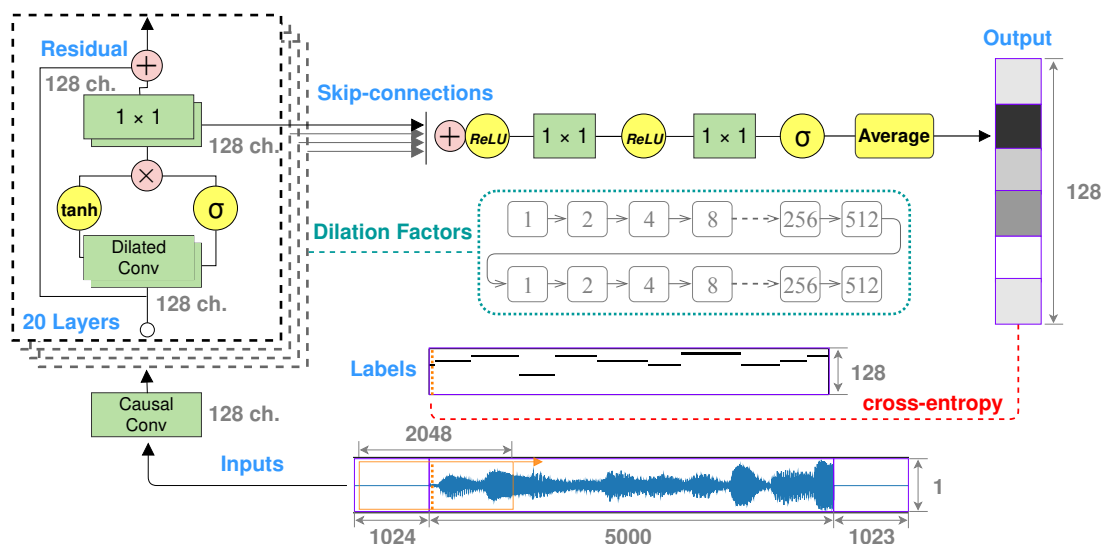 Residual
+
128 ch.
1 × 1
128 ch.
×
tanh
σ
Dilated
Conv
128 ch.
20 Layers
Causal
Conv
128 ch.
Skip-connections
+
ReLU
1 × 1
ReLU
1 × 1
σ
Average
Output
128
Dilation Factors
1
2
4
8
256
512
1
2
4
8
256
512
Labels
128
cross-entropy
Inputs
2048
1
1024
5000
1023